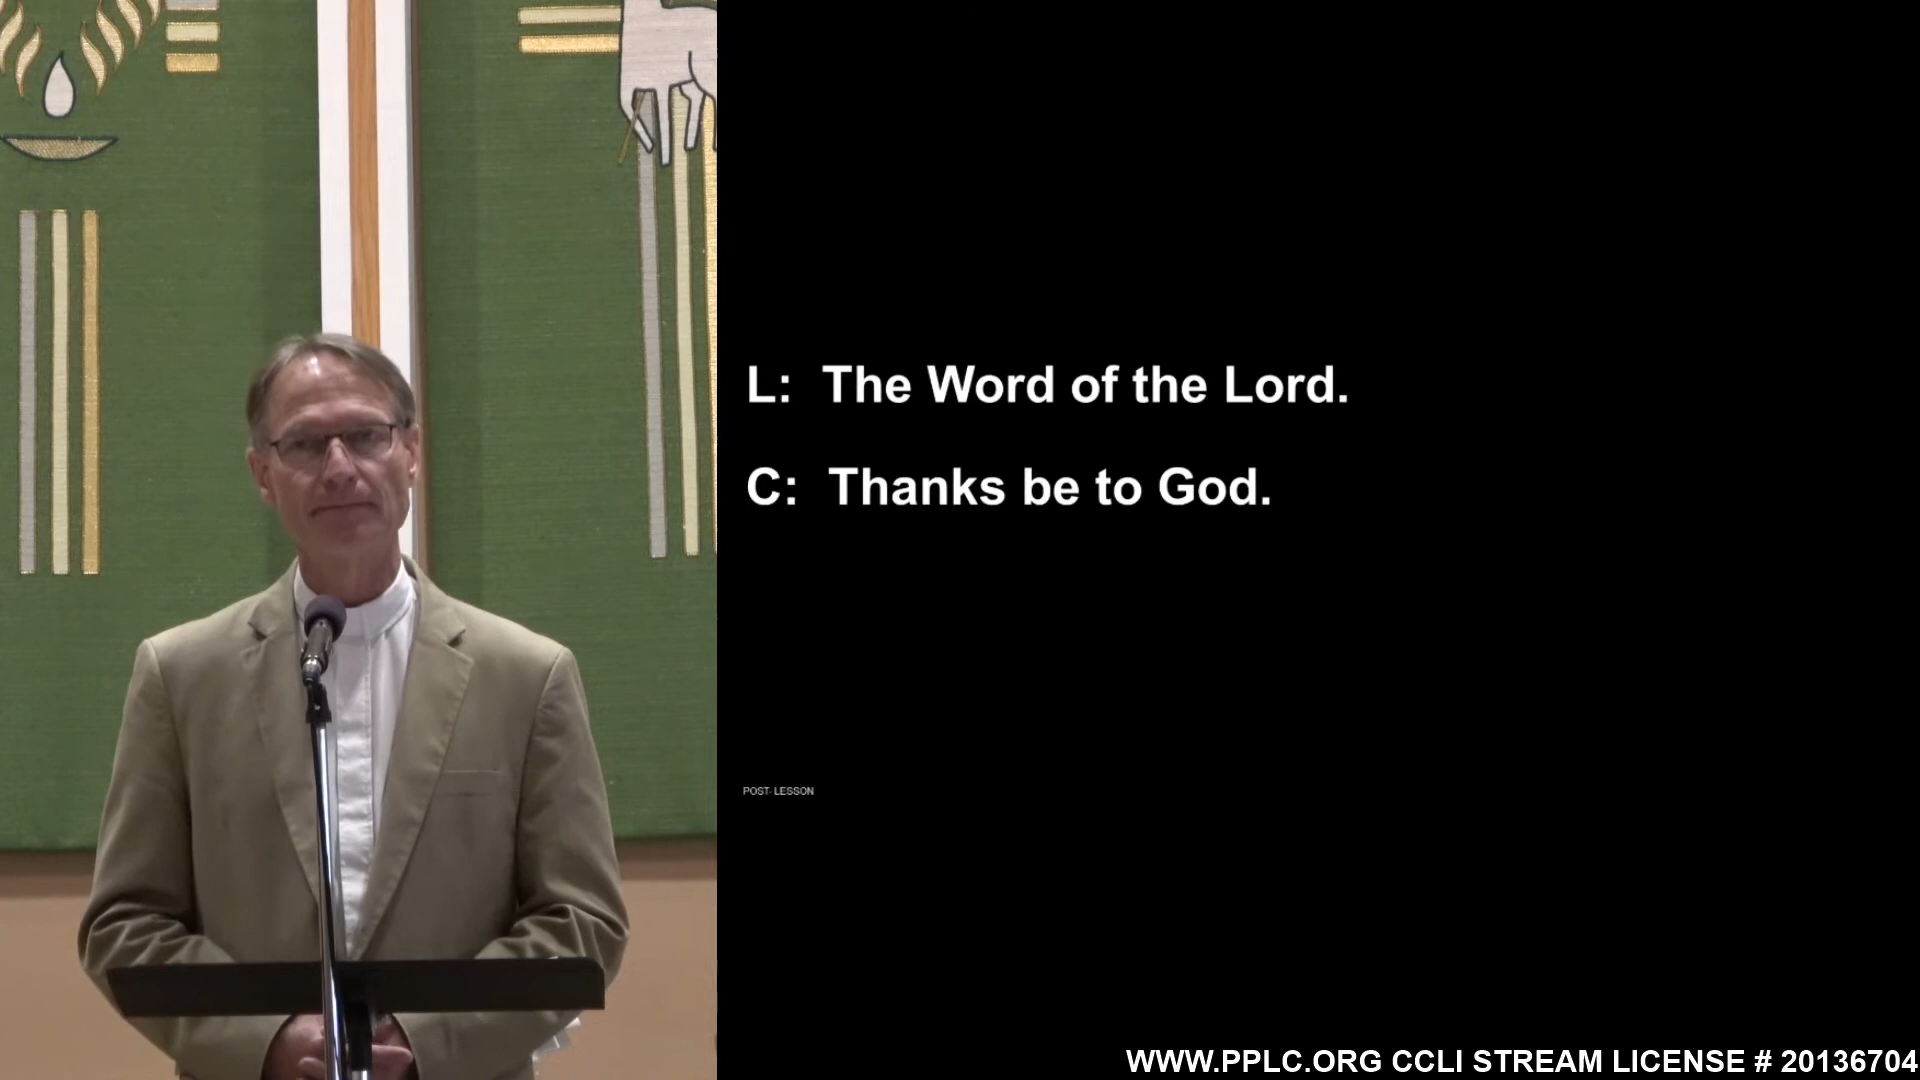 L: The Word of the Lord.
C: Thanks be to God.
POST- LESSON
WWW.PPLC.ORG CCLI STREAM LICENSE # 20136704